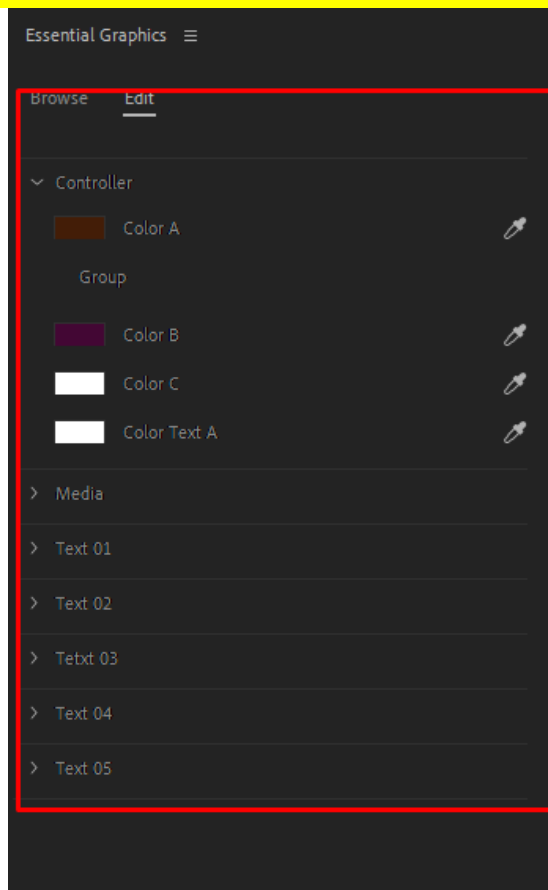 Essential Graphics
Browse Edit
Controller
Color A
Group
Color B
Color C
Color Text A
Media
Text 01
Text 02
Tetxt 03
Text 04
Text 05